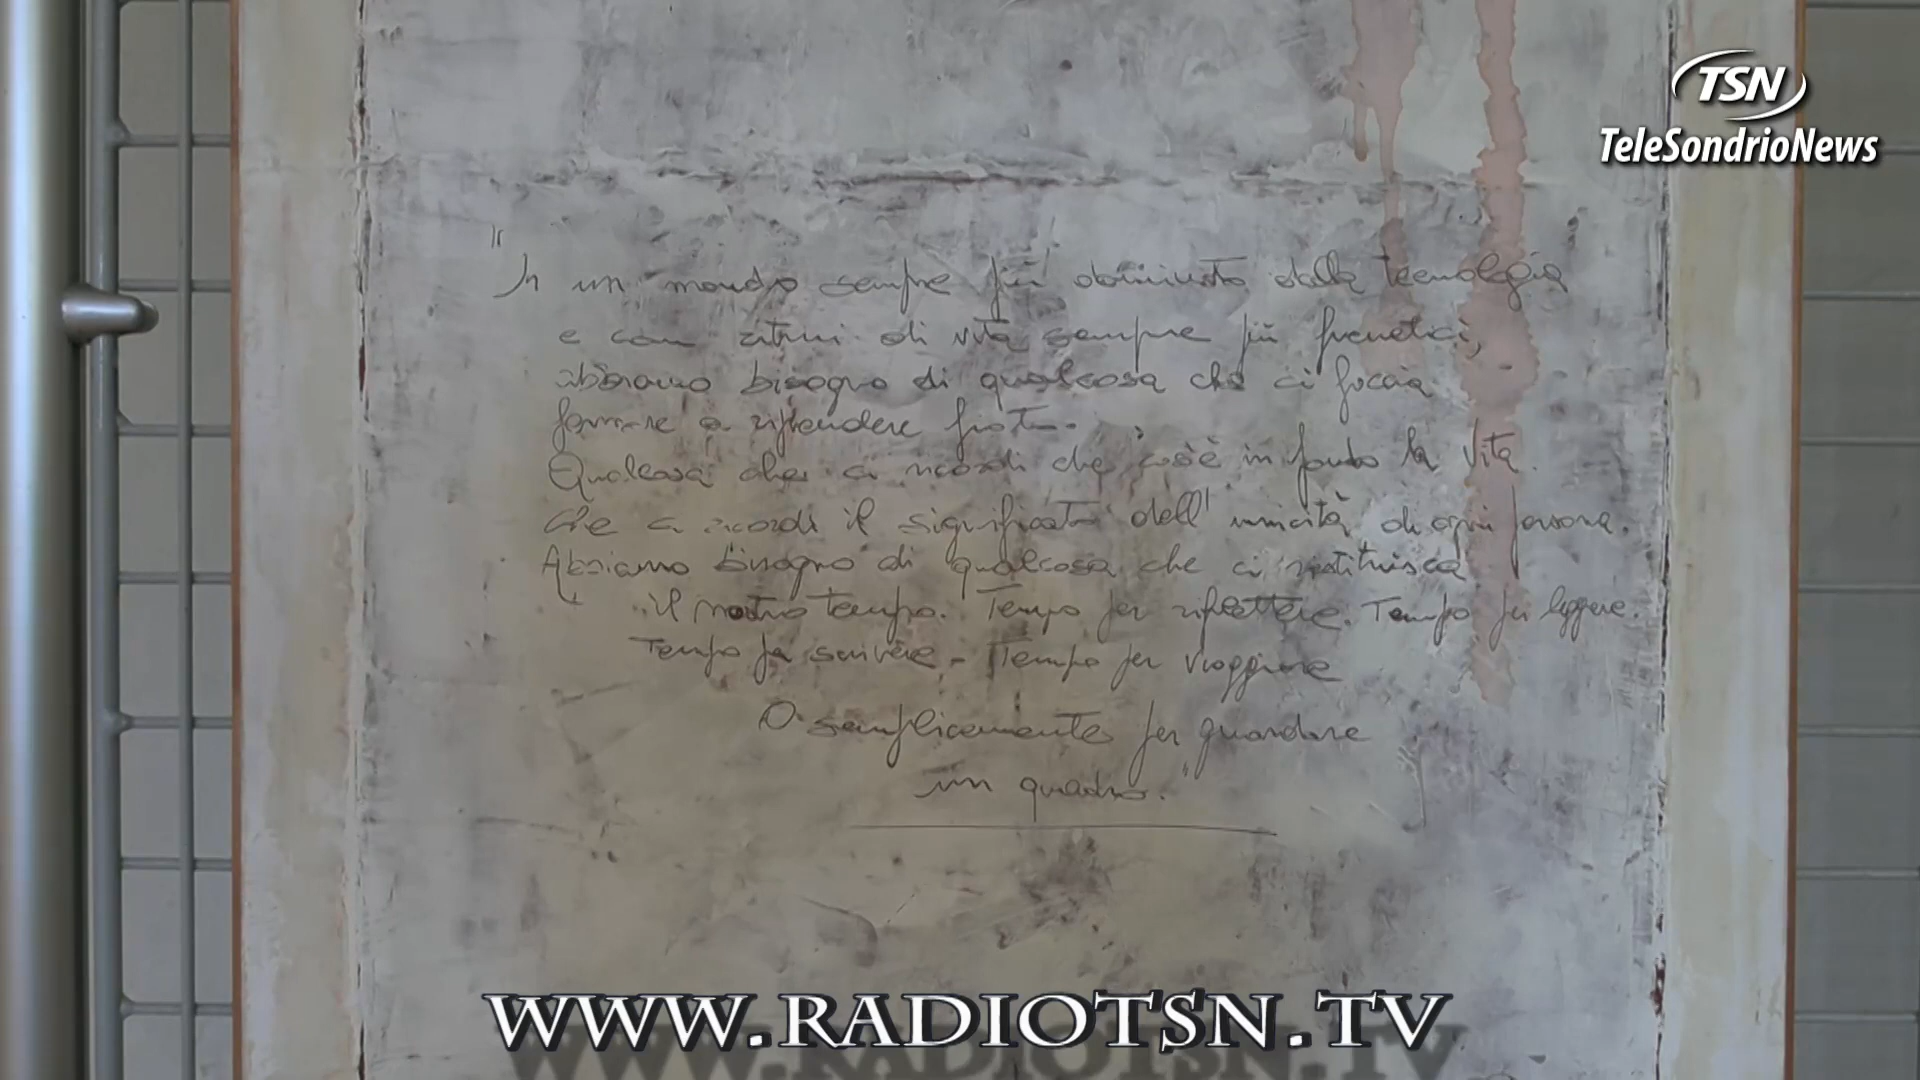 TSN
TeleSondrioNews
"In un mondo sempre più dominato dalla tecnologia
e con ritmi di vita sempre più frenetici,
abbiamo bisogno di qualcosa che ci faccia
fermare a riprendere fiato.
Qualcosa che ci ricordi che cos'è in fondo la Vita.
Che ci ricordi il significato dell'unicità di ogni persona.
Abbiamo bisogno di qualcosa che ci restituisca
il nostro tempo. Tempo per riflettere. Tempo per leggere.
Tempo per scrivere - Tempo per viaggiare
O semplicemente per guardare
un quadro."
WWW.RADIOTSN.TV